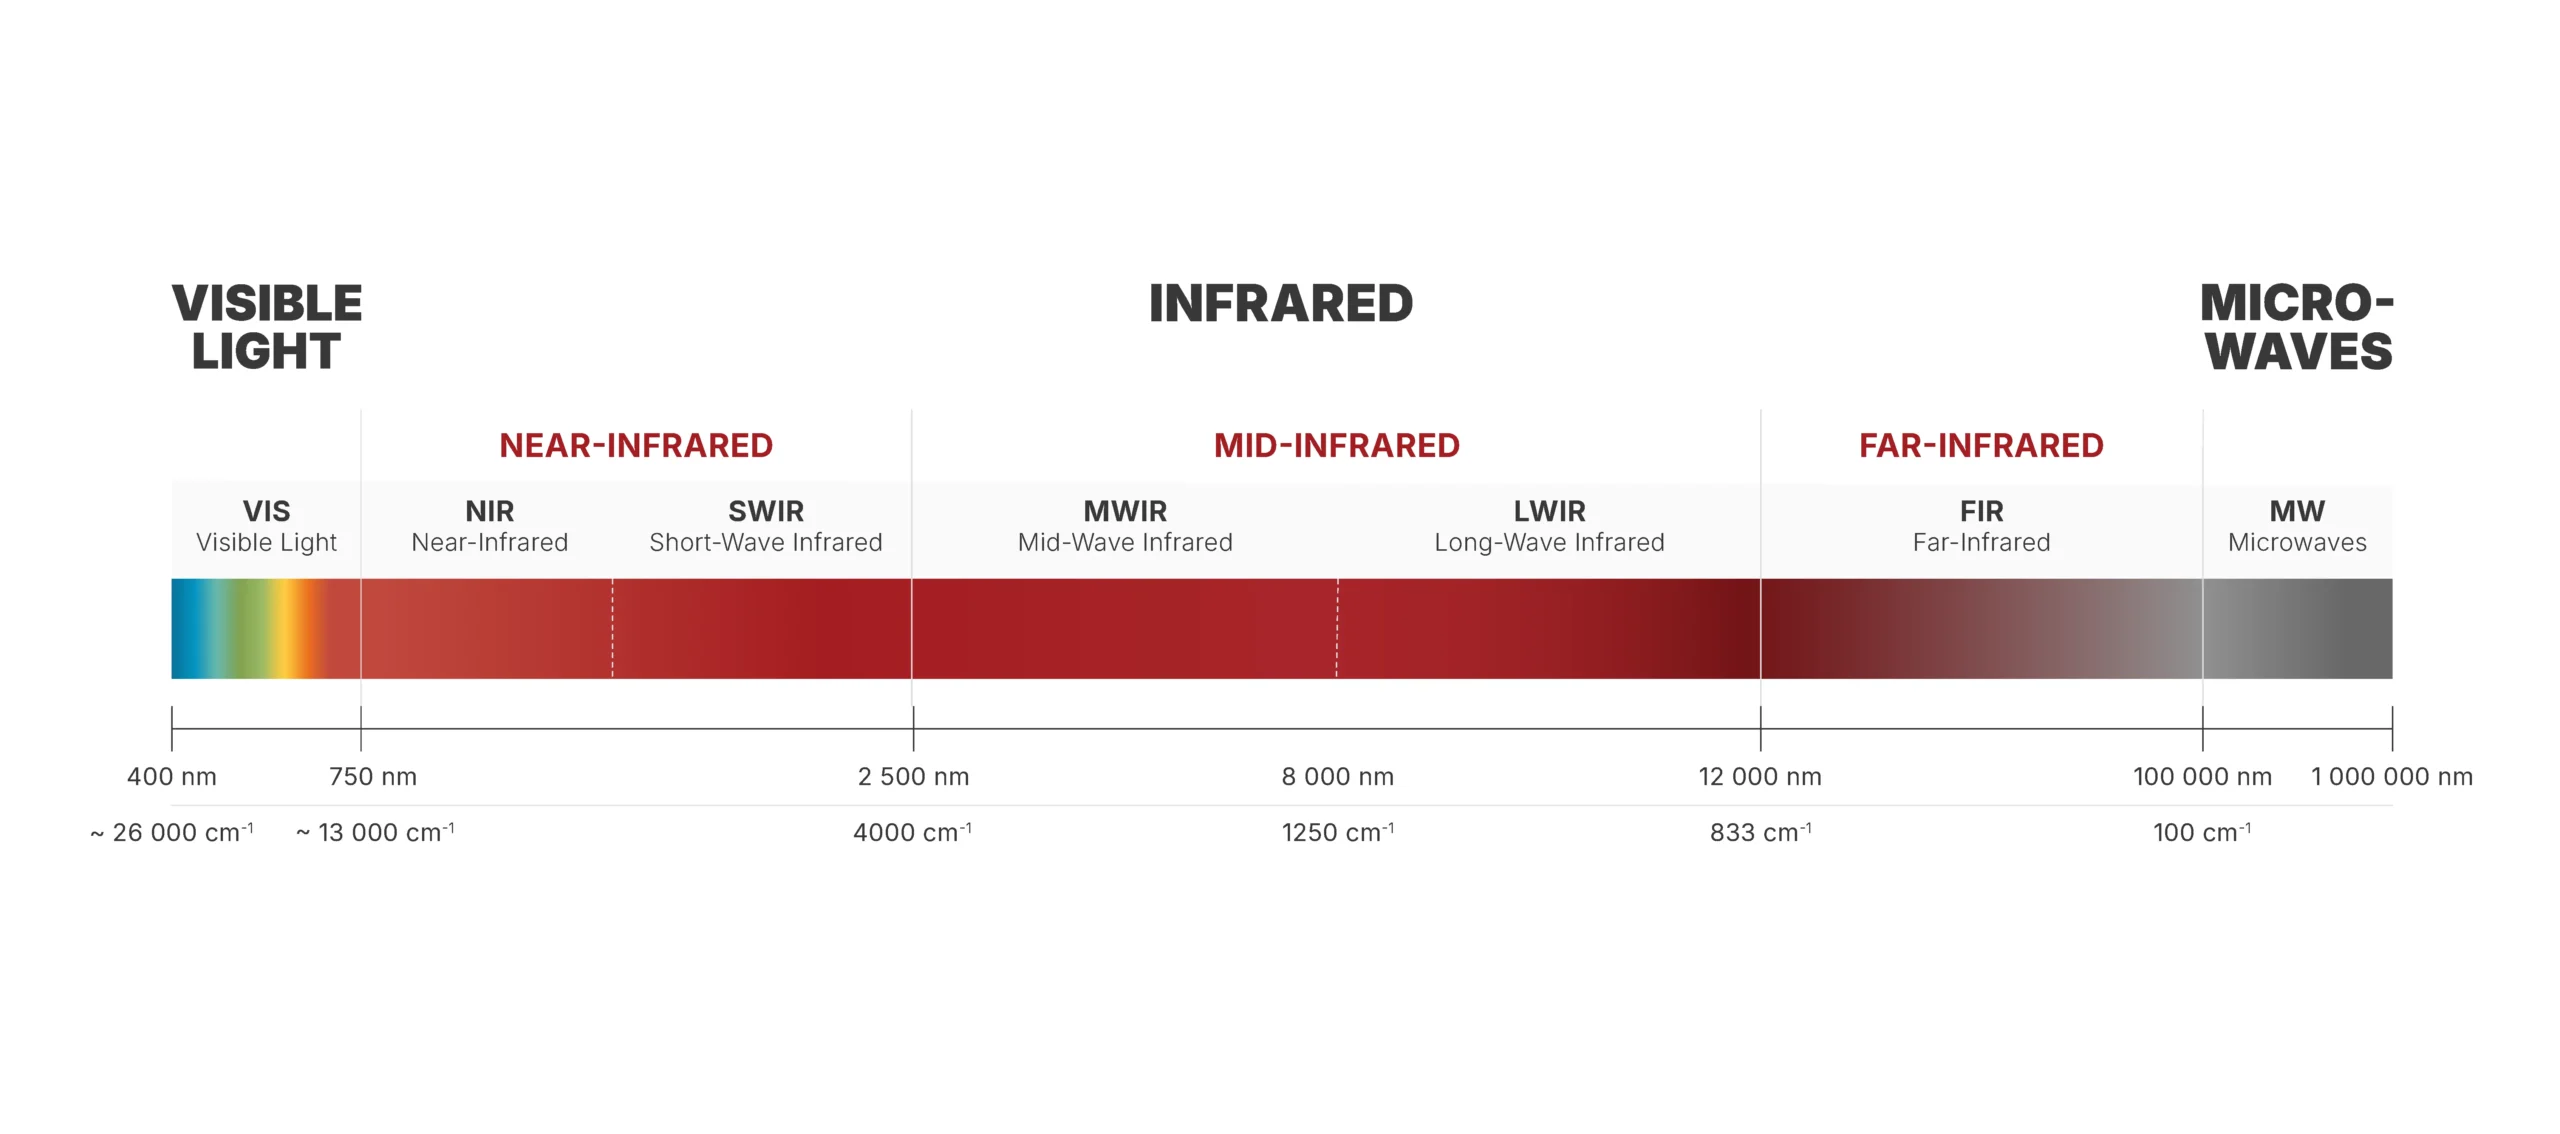 VISIBLE
LIGHT
INFRARED
MICRO-
WAVES
NEAR-INFRARED
MID-INFRARED
FAR-INFRARED
VIS
Visible Light
NIR
Near-Infrared
SWIR
Short-Wave Infrared
MWIR
Mid-Wave Infrared
LWIR
Long-Wave Infrared
FIR
Far-Infrared
MW
Microwaves
400 nm
750 nm
2 500 nm
8 000 nm
12 000 nm
100 000 nm
1 000 000 nm
~ 26 000 cm⁻¹
~ 13 000 cm⁻¹
4000 cm⁻¹
1250 cm⁻¹
833 cm⁻¹
100 cm⁻¹